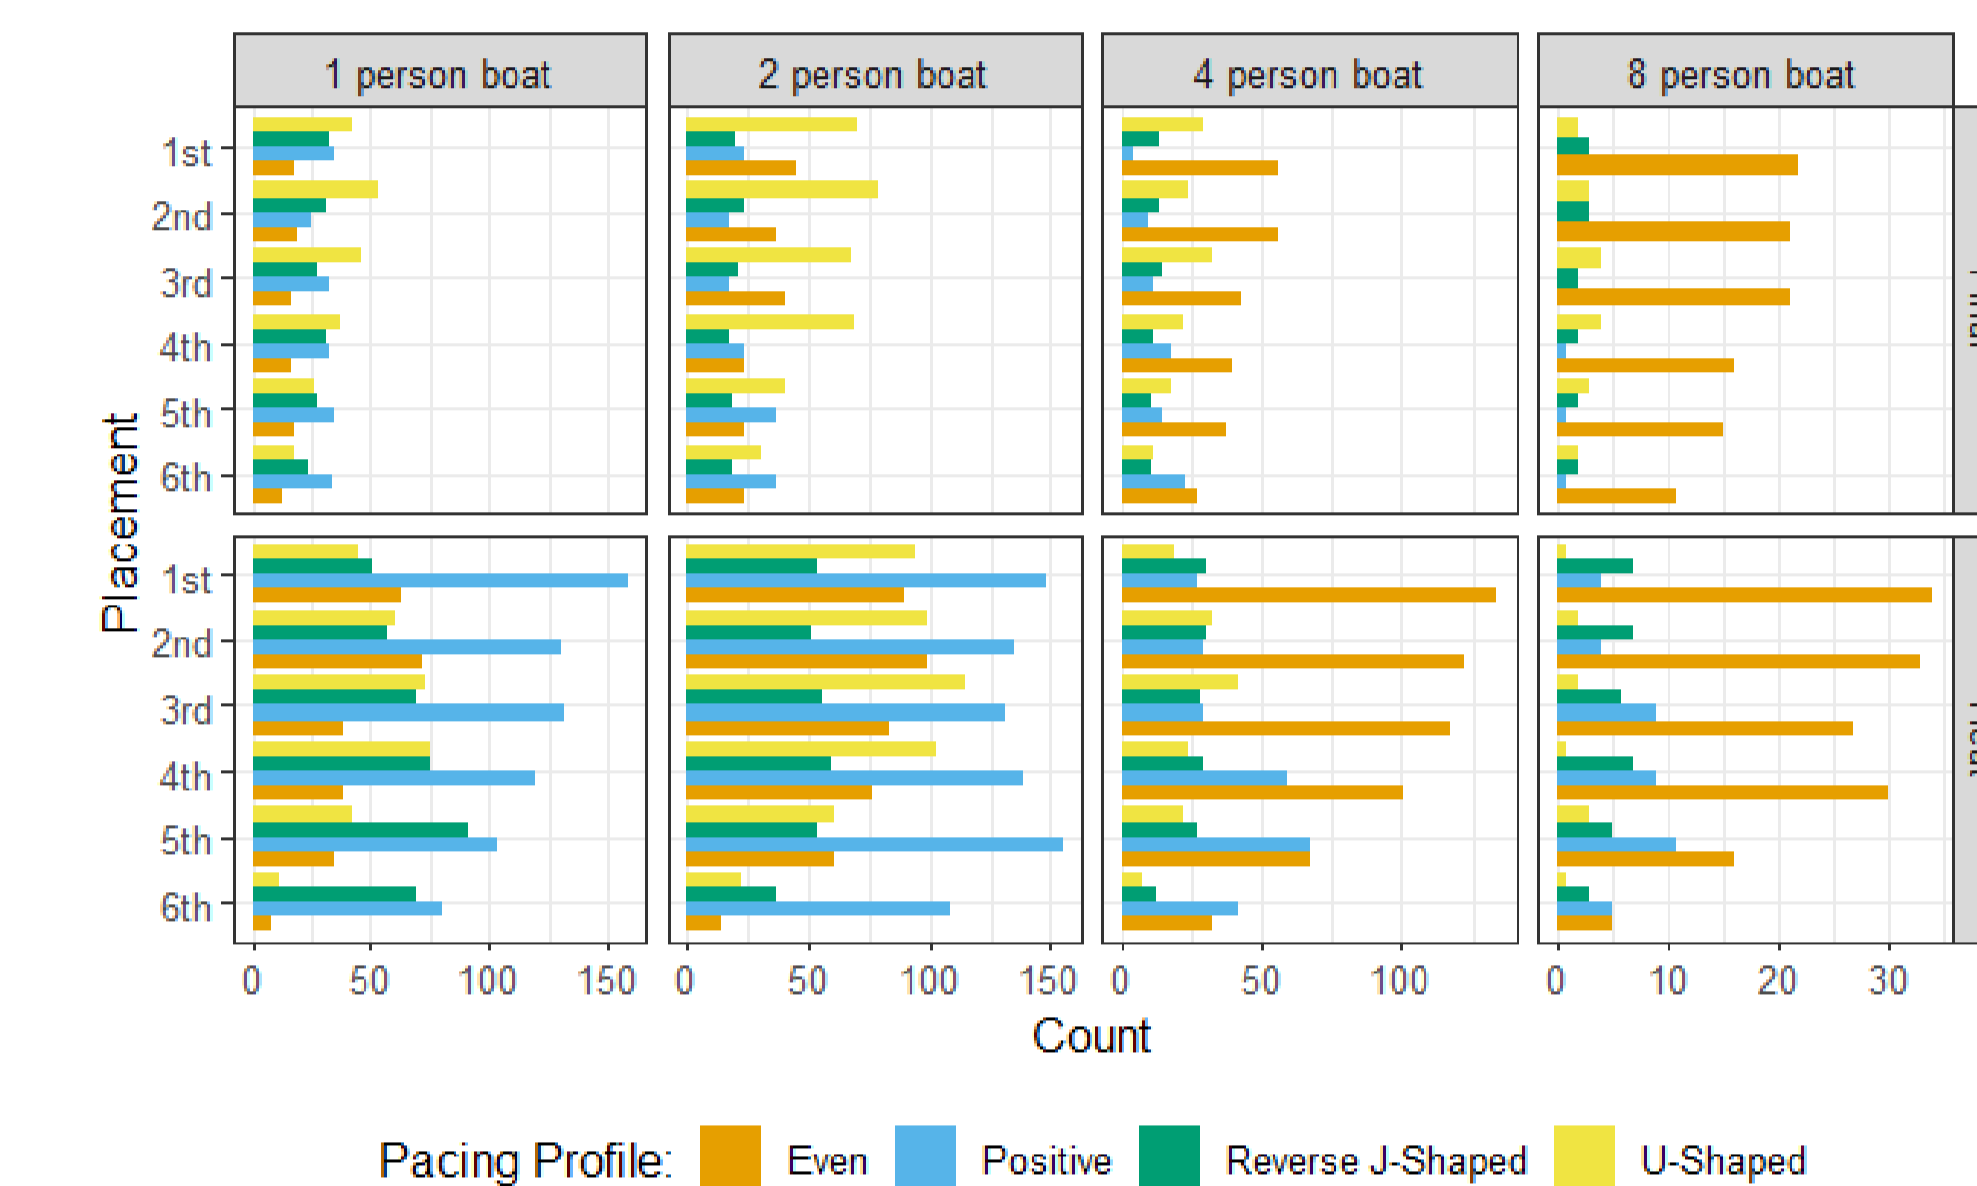 1 person boat 2 person boat 4 person boat 8 person boat
1st
2nd
3rd
4th
5th
6th
Placement
1st
2nd
3rd
4th
5th
6th
0 50 100 150 0 50 100 150 0 50 100 0 10 20 30
Count
Pacing Profile: Even Positive Reverse J-Shaped U-Shaped